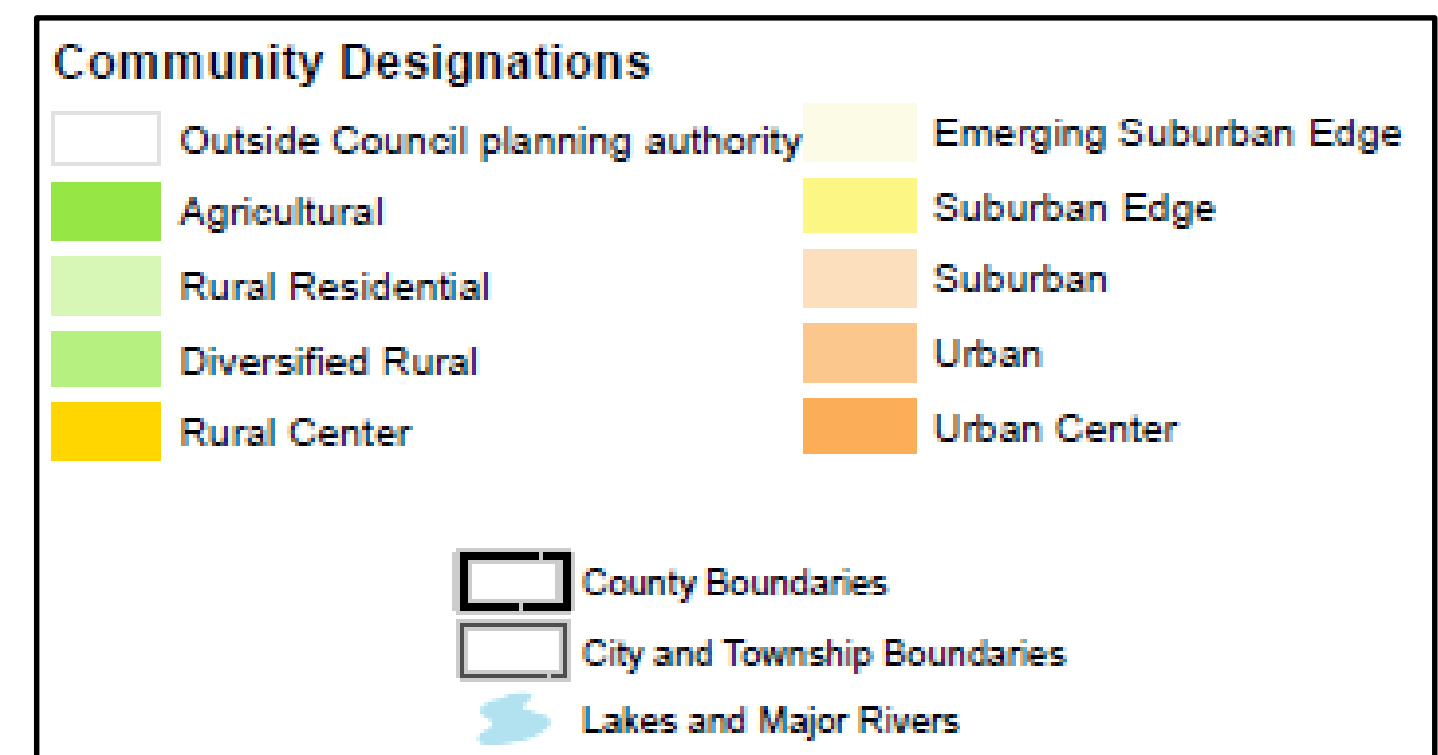 Community Designations
Outside Council planning authority
Agricultural
Rural Residential
Diversified Rural
Rural Center
Emerging Suburban Edge
Suburban Edge
Suburban
Urban
Urban Center
County Boundaries
City and Township Boundaries
Lakes and Major Rivers